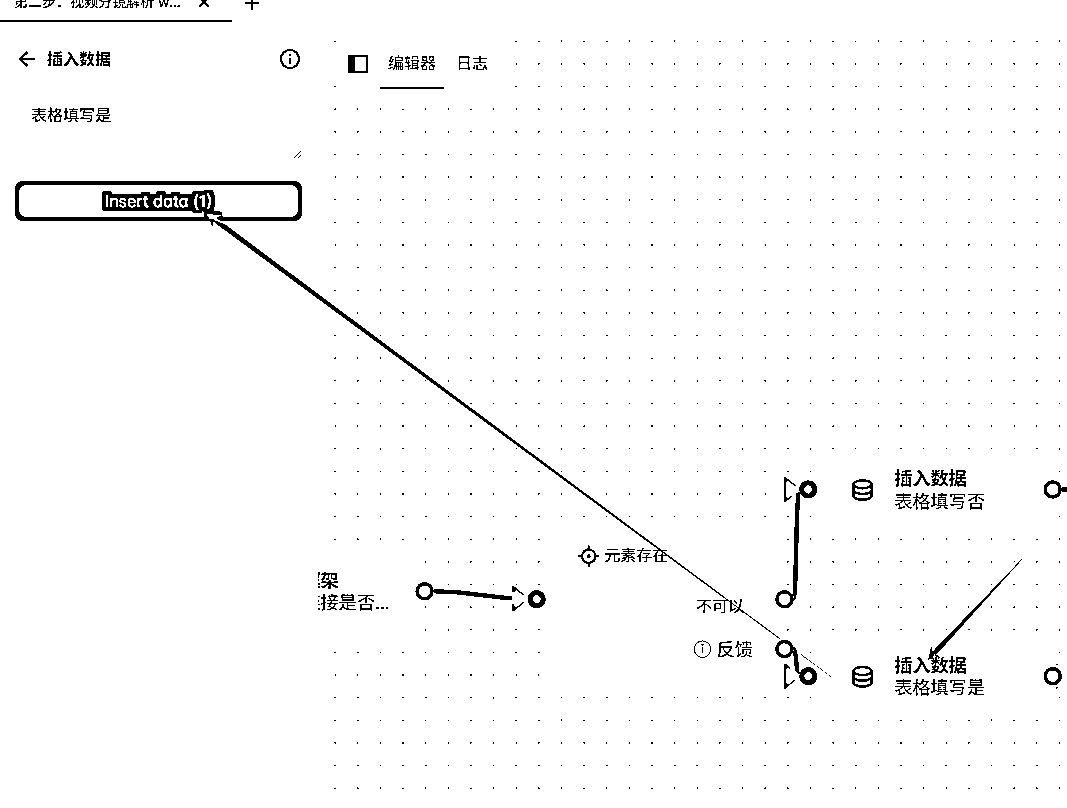 第二步：视频分镜解析 w...
插入数据
编辑器
日志
表格填写是
Insert data (1)
插入数据
表格填写否
元素存在
架
接是否...
不可以
反馈
插入数据
表格填写是